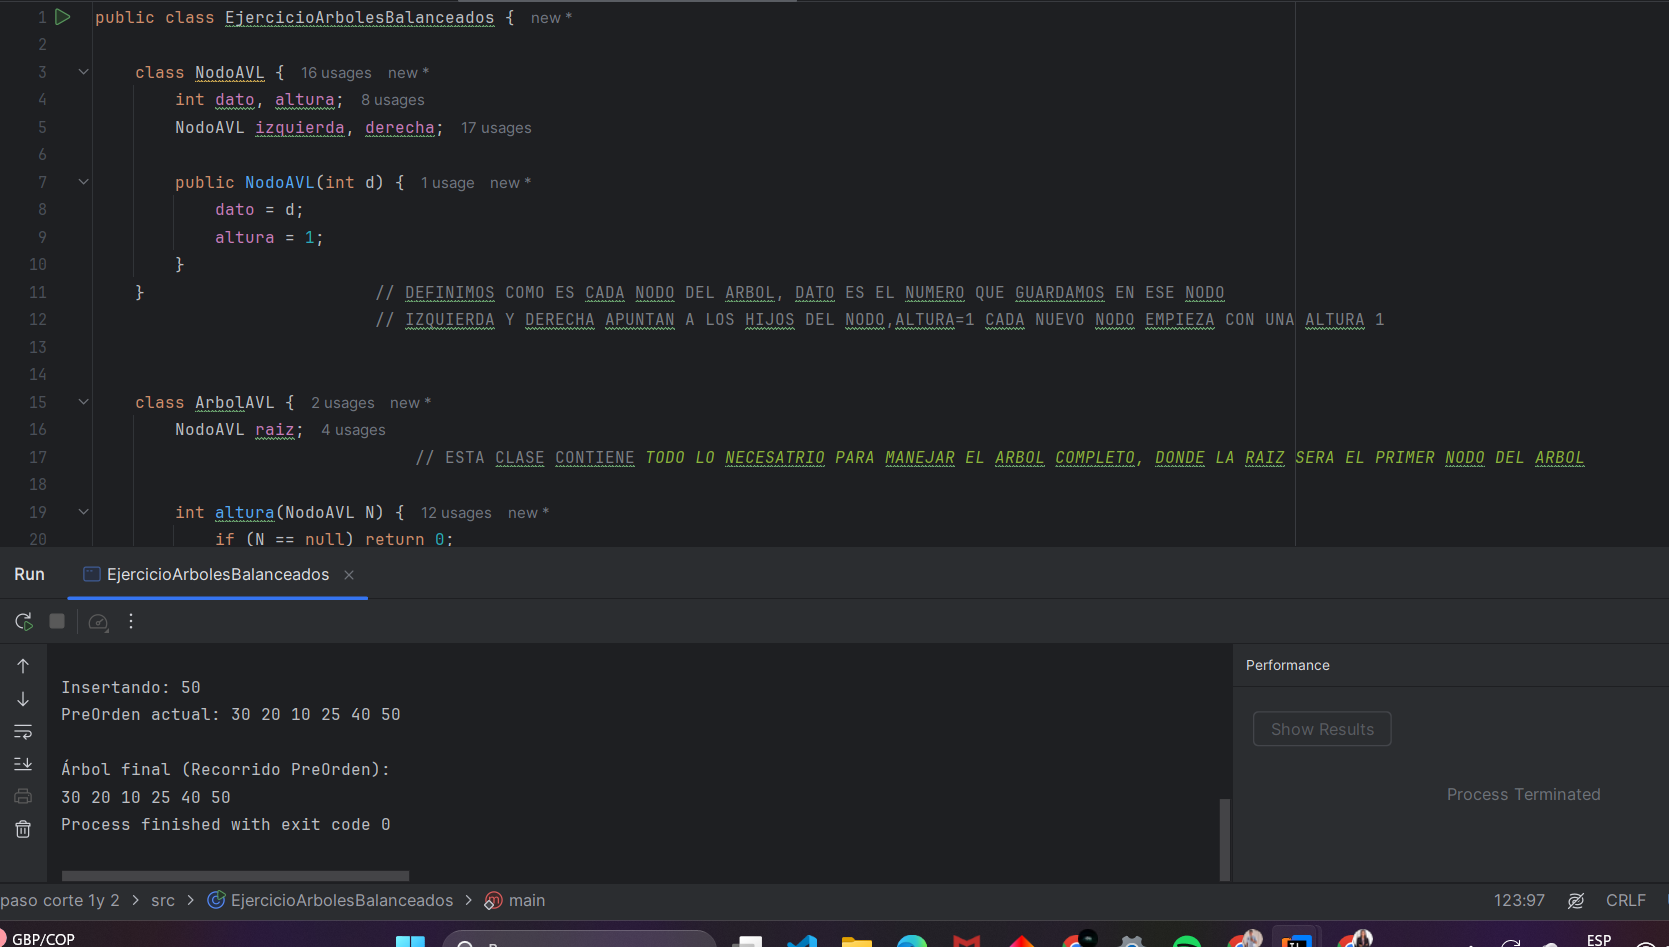 1 public class EjercicioArbolesBalanceados { new *
2
3 class NodoAVL { 16 usages new *
4 int dato, altura; 8 usages
5 NodoAVL izquierda, derecha; 17 usages
6
7 public NodoAVL(int d) { 1 usage new *
8 dato = d;
9 altura = 1;
10 }
11 } // DEFINIMOS COMO ES CADA NODO DEL ARBOL, DATO ES EL NUMERO QUE GUARDAMOS EN ESE NODO
12 // IZQUIERDA Y DERECHA APUNTAN A LOS HIJOS DEL NODO,ALTURA=1 CADA NUEVO NODO EMPIEZA CON UNA ALTURA 1
13
14
15 class ArbolAVL { 2 usages new *
16 NodoAVL raiz; 4 usages
17 // ESTA CLASE CONTIENE TODO LO NECESATRIO PARA MANEJAR EL ARBOL COMPLETO, DONDE LA RAIZ SERA EL PRIMER NODO DEL ARBOL
18
19 int altura(NodoAVL N) { 12 usages new *
20 if (N == null) return 0;
Run EjercicioArbolesBalanceados
Performance
Insertando: 50
PreOrden actual: 30 20 10 25 40 50
Show Results
Árbol final (Recorrido PreOrden):
30 20 10 25 40 50
Process Terminated
Process finished with exit code 0
paso corte 1y 2 > src > EjercicioArbolesBalanceados > main 123:97 CRLF
GBP/COP ESP